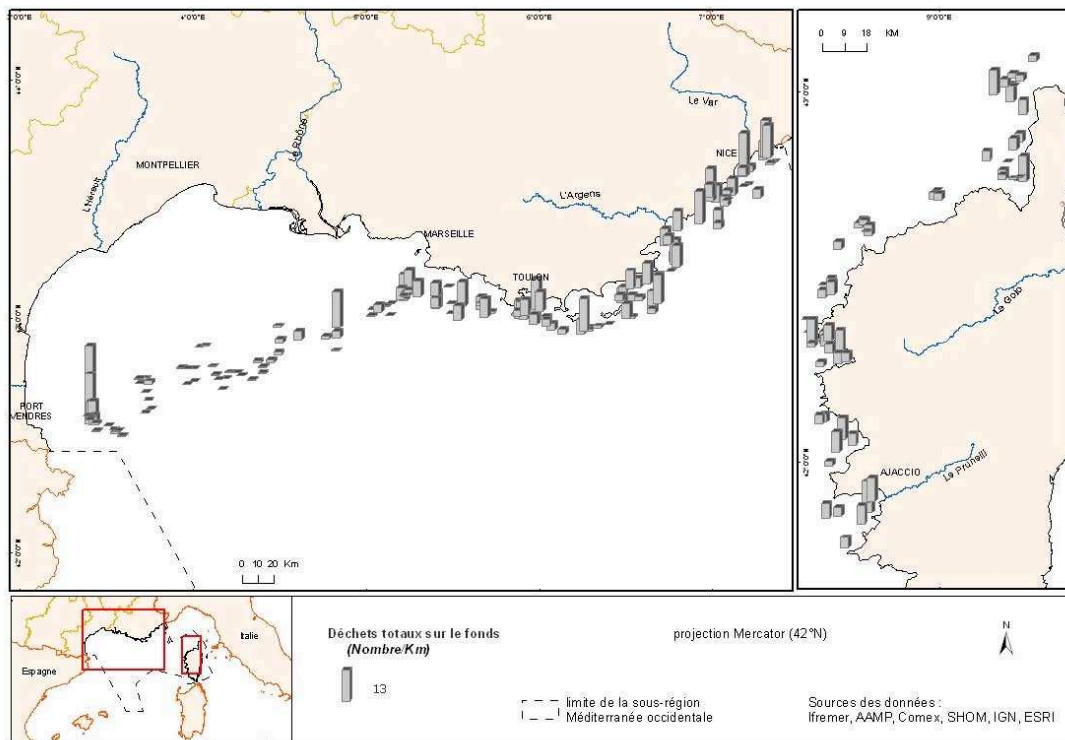 3°0'0"E
4°0'0"E
5°0'0"E
6°0'0"E
7°0'0"E
9°0'0"E
0 9 18 KM
Le Var
NICE
Le Rhône
MONTPELLIER
L'Hérault
L'Argens
MARSEILLE
TOULON
PORT
VENDRES
Le Golo
AJACCIO
Le Prunelli
0 10 20 Km
Italie
Espagne
Déchets totaux sur le fonds
(Nombre/Km)
13
projection Mercator (42°N)
N
limite de la sous-région
Méditerranée occidentale
Sources des données :
Ifremer, AAMP, Comex, SHOM, IGN, ESRI